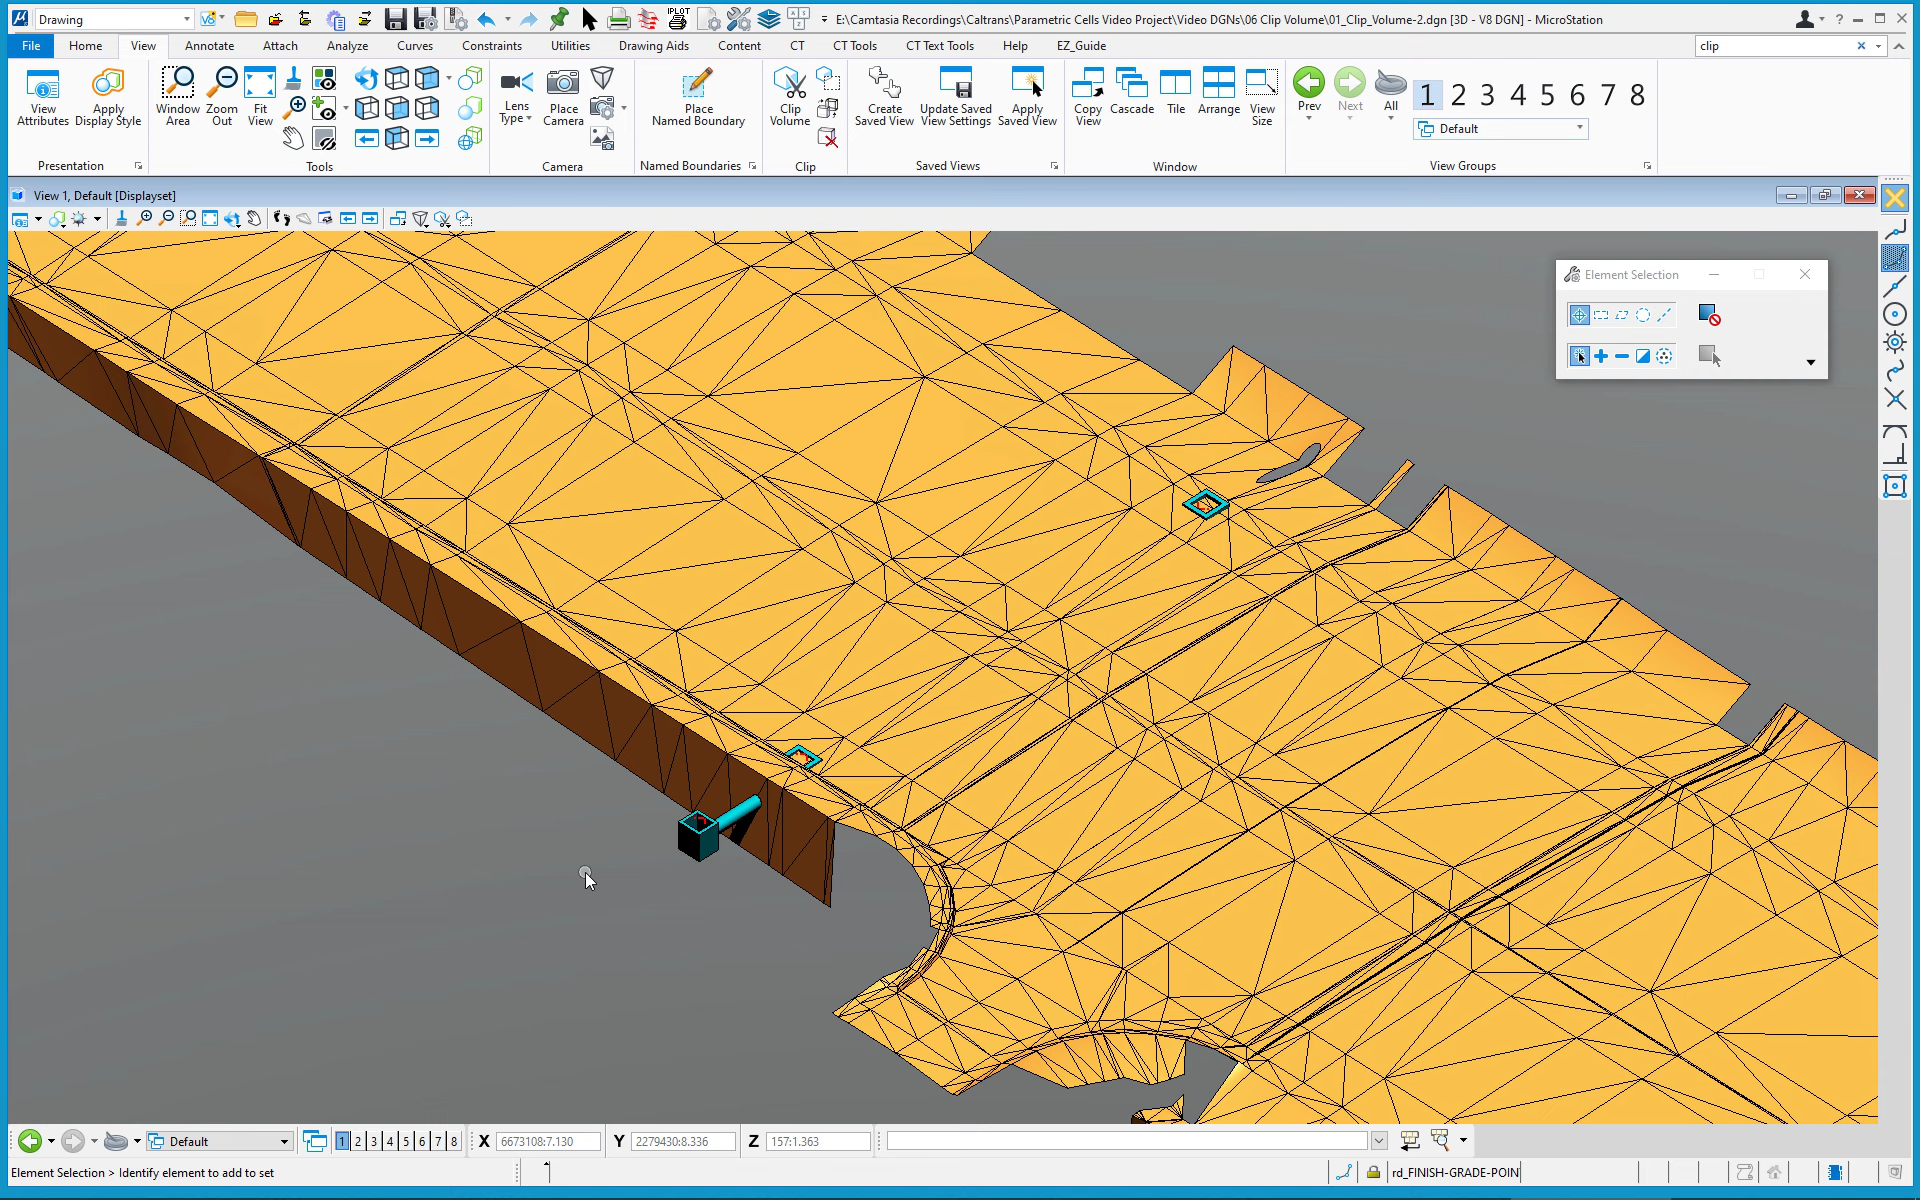 Drawing
E:\Camtasia Recordings\Caltrans\Parametric Cells Video Project\Video DGNs\06 Clip Volume\01_Clip_Volume-2.dgn [3D - V8 DGN] - MicroStation
File Home View Annotate Attach Analyze Curves Constraints Utilities Drawing Aids Content CT CT Tools CT Text Tools Help EZ_Guide
clip
View Attributes
Apply Display Style
Presentation
Window Area
Zoom Out
Fit View
Tools
Lens Type
Place Camera
Camera
Place Named Boundary
Named Boundaries
Clip Volume
Clip
Create Saved View
Update Saved View Settings
Apply Saved View
Saved Views
Copy View
Cascade
Tile
Arrange
View Size
Window
Prev
Next
All
1 2 3 4 5 6 7 8
Default
View Groups
IPLOT
View 1, Default [Displayset]
Element Selection
Default
1 2 3 4 5 6 7 8
X 6673108:7.130
Y 2279430:8.336
Z 157:1.363
Element Selection > Identify element to add to set
rd_FINISH-GRADE-POIN